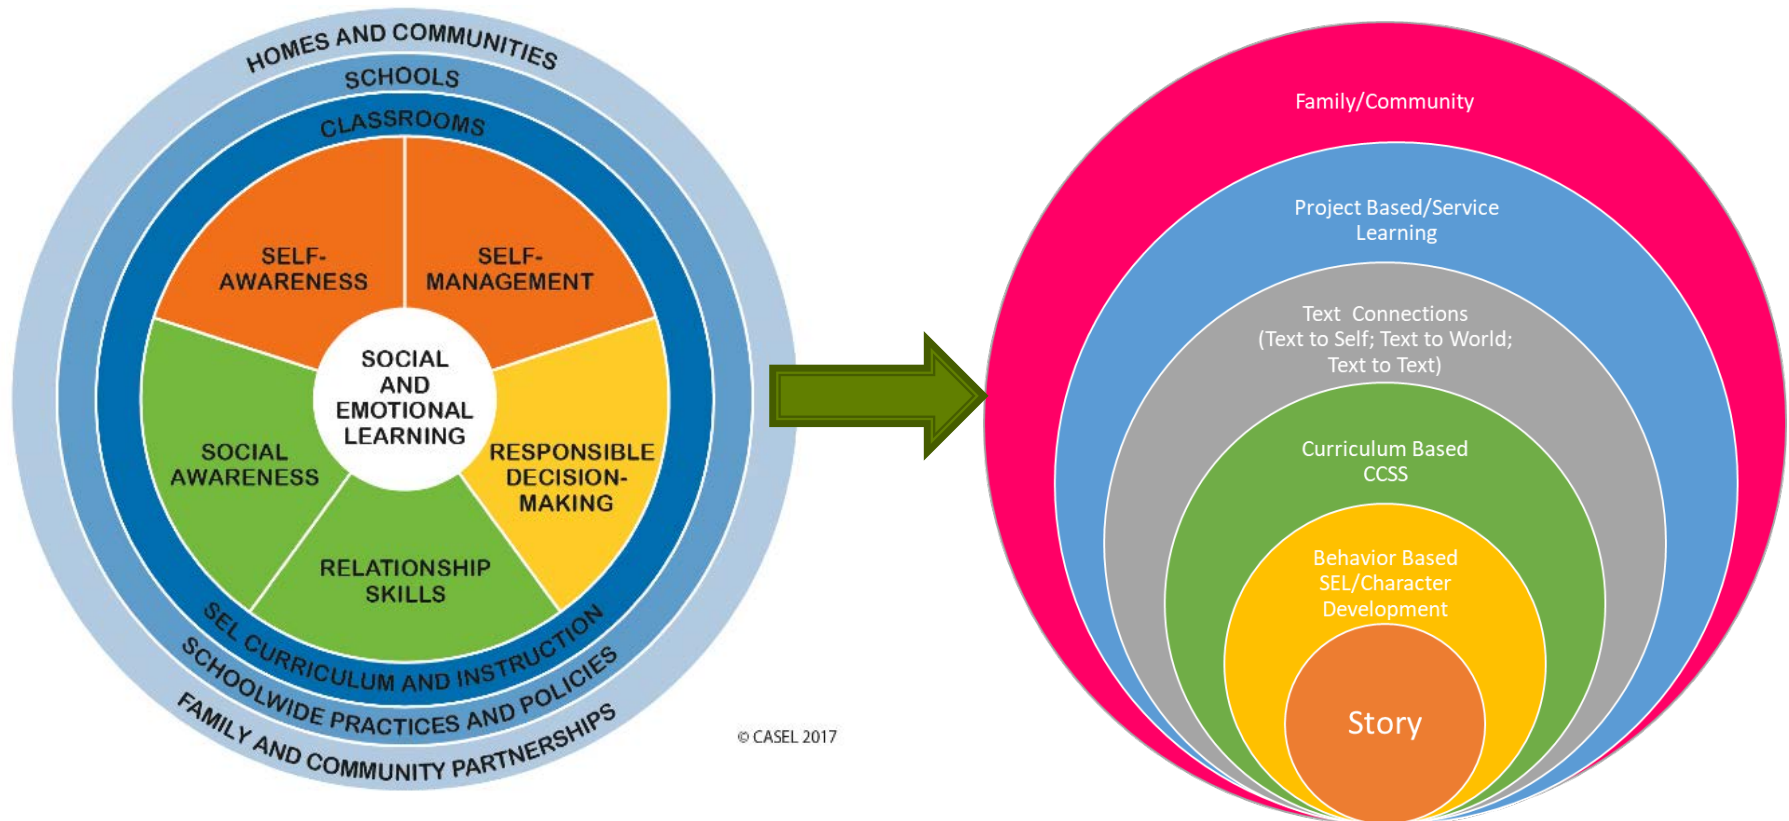 HOMES AND COMMUNITIES
SCHOOLS
CLASSROOMS
SELF-
AWARENESS
SELF-
MANAGEMENT
SOCIAL
AND
EMOTIONAL
LEARNING
SOCIAL
AWARENESS
RESPONSIBLE
DECISION-
MAKING
RELATIONSHIP
SKILLS
SEL CURRICULUM AND INSTRUCTION
SCHOOLWIDE PRACTICES AND POLICIES
FAMILY AND COMMUNITY PARTNERSHIPS
© CASEL 2017
Family/Community
Project Based/Service
Learning
Text Connections
(Text to Self; Text to World;
Text to Text)
Curriculum Based
CCSS
Behavior Based
SEL/Character
Development
Story